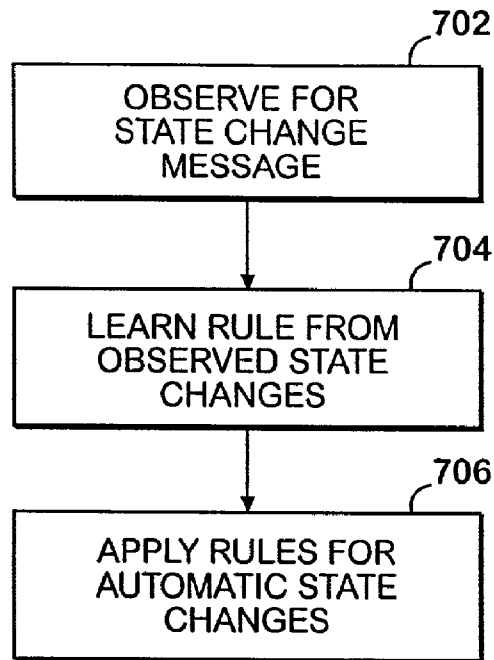 702
OBSERVE FOR
STATE CHANGE
MESSAGE
704
LEARN RULE FROM
OBSERVED STATE
CHANGES
706
APPLY RULES FOR
AUTOMATIC STATE
CHANGES